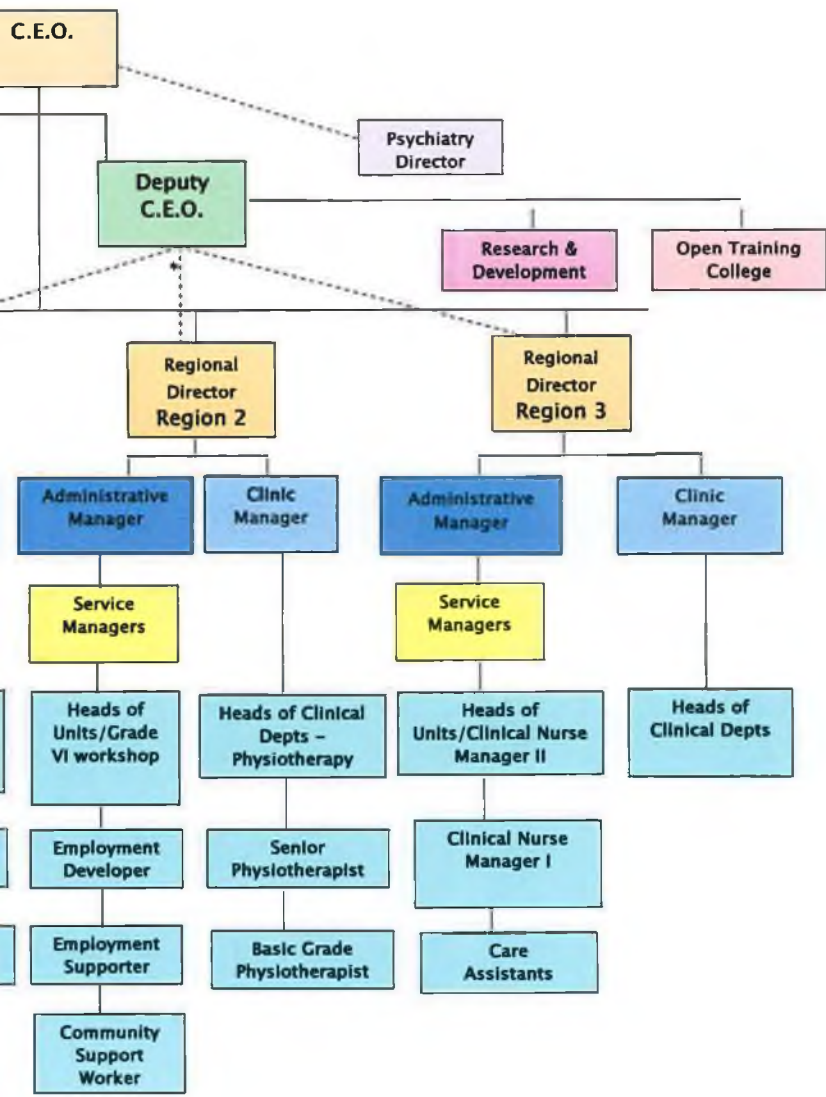 C.E.O.
Psychiatry
Director
Deputy
C.E.O.
Research &
Development
Open Training
College
*
Regional
Director
Region 2
Regional
Director
Region 3
Administrative
Manager
Clinic
Manager
Administrative
Manager
Clinic
Manager
Service
Managers
Service
Managers
Heads of
Units/Grade
VI workshop
Heads of Clinical
Depts –
Physiotherapy
Heads of
Units/Clinical Nurse
Manager II
Heads of
Clinical Depts
Employment
Developer
Senior
Physiotherapist
Clinical Nurse
Manager I
Employment
Supporter
Basic Grade
Physiotherapist
Care
Assistants
Community
Support
Worker